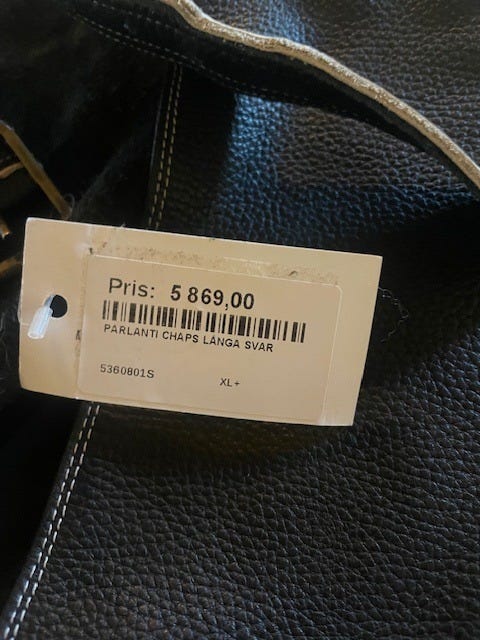 Pris: 5 869,00
PARLANTI CHAPS LÅNGA SVAR
5360801S XL+